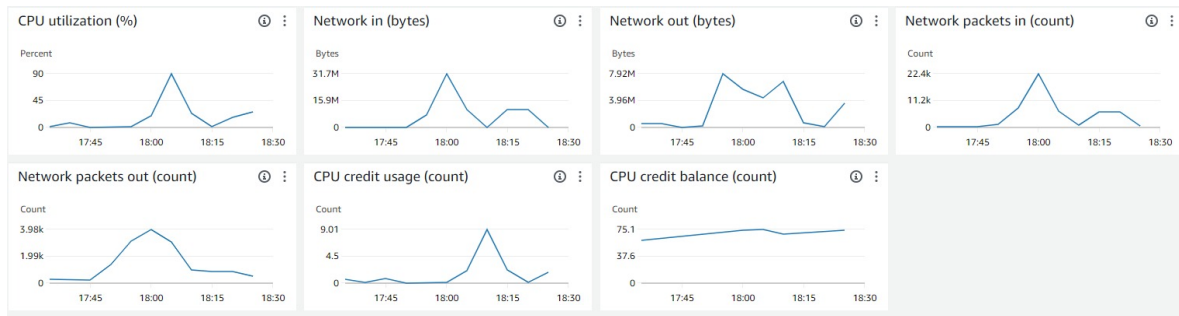 CPU utilization (%)
Percent
90
45
0
17:45 18:00 18:15 18:30
Network in (bytes)
Bytes
31.7M
15.9M
0
17:45 18:00 18:15 18:30
Network out (bytes)
Bytes
7.92M
3.96M
0
17:45 18:00 18:15 18:30
Network packets in (count)
Count
22.4k
11.2k
0
17:45 18:00 18:15 18:30
Network packets out (count)
Count
3.98k
1.99k
0
17:45 18:00 18:15 18:30
CPU credit usage (count)
Count
9.01
4.5
0
17:45 18:00 18:15 18:30
CPU credit balance (count)
Count
75.1
37.6
0
17:45 18:00 18:15 18:30